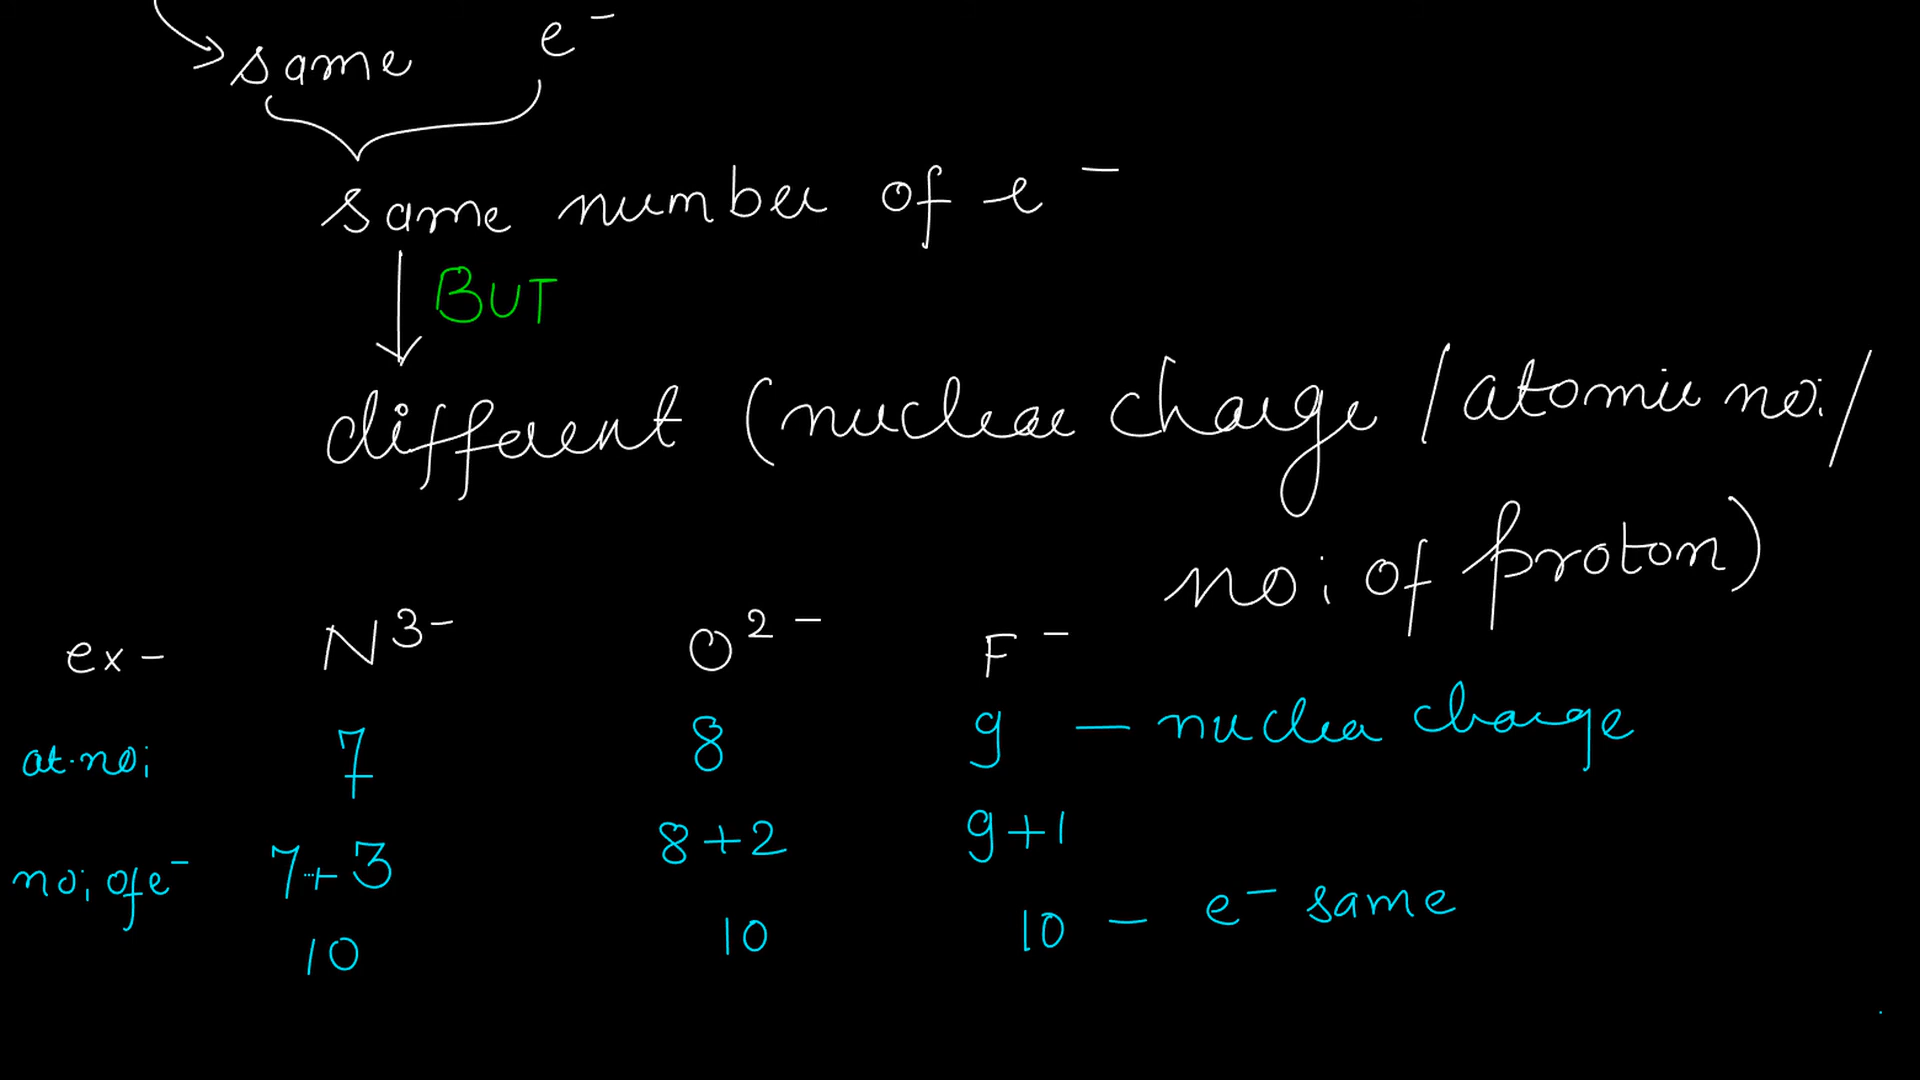 same e⁻
same number of e⁻
BUT
different (nuclear charge / atomic no. /
no. of proton)
ex - N³⁻ O²⁻ F⁻
at. no. 7 8 9 — nuclea charge
no. of e⁻ 7+3 8+2 9+1
10 10 10 — e⁻ same